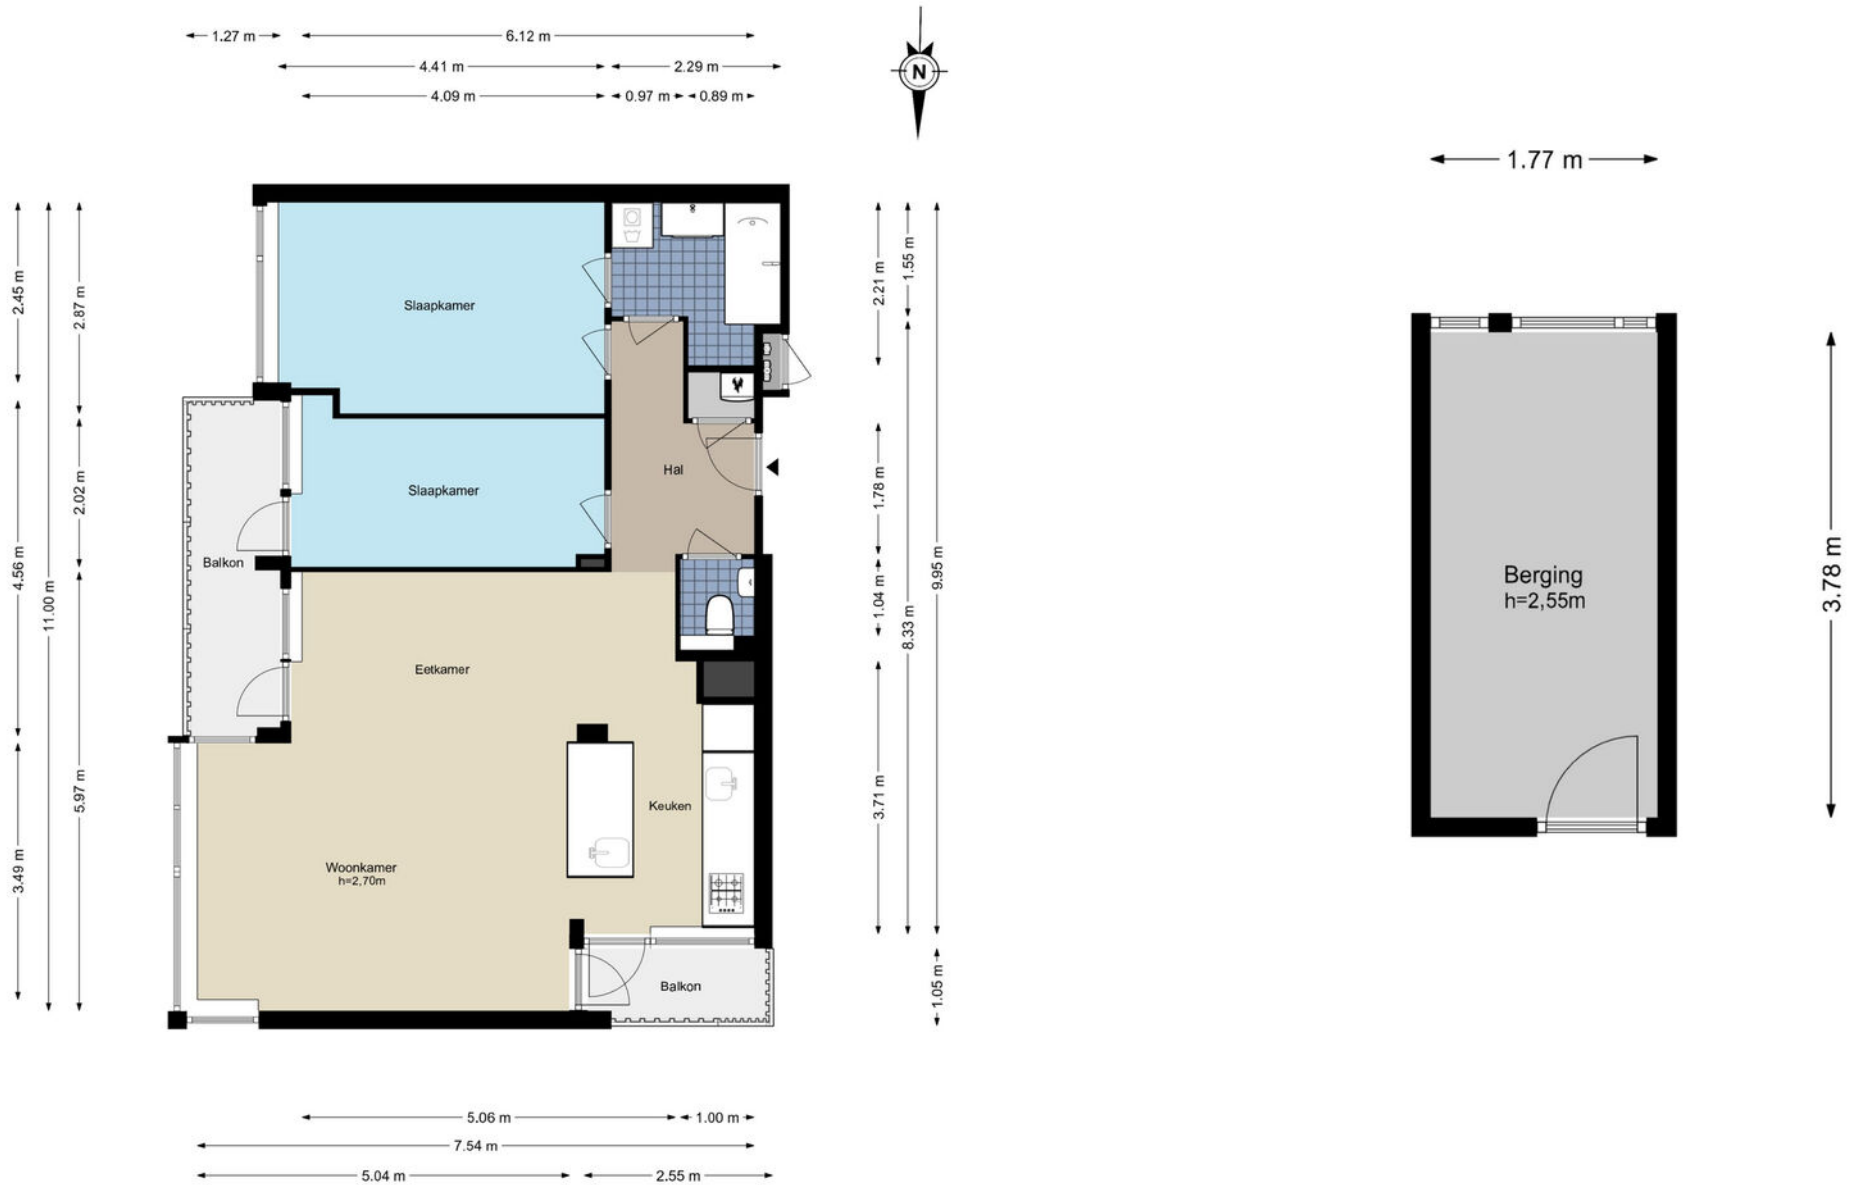 1.27 m
6.12 m
4.41 m
2.29 m
4.09 m
0.97 m
0.89 m
N
1.77 m
2.45 m
4.56 m
3.49 m
11.00 m
2.87 m
2.02 m
5.97 m
Slaapkamer
Slaapkamer
Hal
Balkon
Eetkamer
Keuken
Woonkamer
h=2,70m
Balkon
2.21 m
1.78 m
1.04 m
3.71 m
1.55 m
8.33 m
9.95 m
1.05 m
Berging
h=2,55m
3.78 m
5.06 m
1.00 m
7.54 m
5.04 m
2.55 m